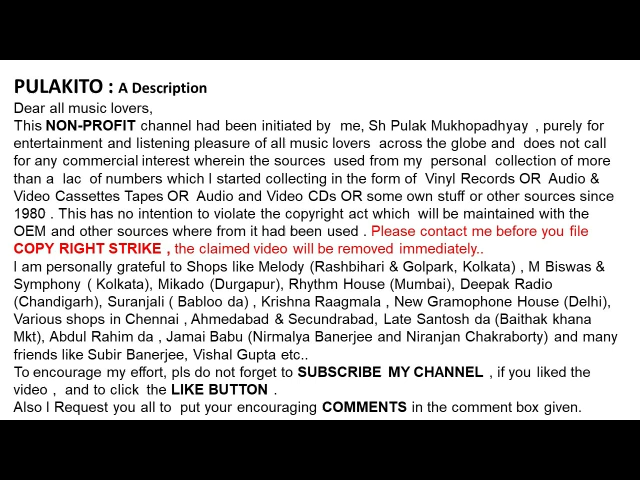 PULAKITO : A Description
Dear all music lovers,
This NON-PROFIT channel had been initiated by me, Sh Pulak Mukhopadhyay , purely for
entertainment and listening pleasure of all music lovers across the globe and does not call
for any commercial interest wherein the sources used from my personal collection of more
than a lac of numbers which I started collecting in the form of Vinyl Records OR Audio &
Video Cassettes Tapes OR Audio and Video CDs OR some own stuff or other sources since
1980 . This has no intention to violate the copyright act which will be maintained with the
OEM and other sources where from it had been used . Please contact me before you file
COPY RIGHT STRIKE , the claimed video will be removed immediately..
I am personally grateful to Shops like Melody (Rashbihari & Golpark, Kolkata) , M Biswas &
Symphony ( Kolkata), Mikado (Durgapur), Rhythm House (Mumbai), Deepak Radio
(Chandigarh), Suranjali ( Babloo da) , Krishna Raagmala , New Gramophone House (Delhi),
Various shops in Chennai , Ahmedabad & Secundrabad, Late Santosh da (Baithak khana
Mkt), Abdul Rahim da , Jamai Babu (Nirmalya Banerjee and Niranjan Chakraborty) and many
friends like Subir Banerjee, Vishal Gupta etc..
To encourage my effort, pls do not forget to SUBSCRIBE MY CHANNEL , if you liked the
video , and to click the LIKE BUTTON .
Also I Request you all to put your encouraging COMMENTS in the comment box given.